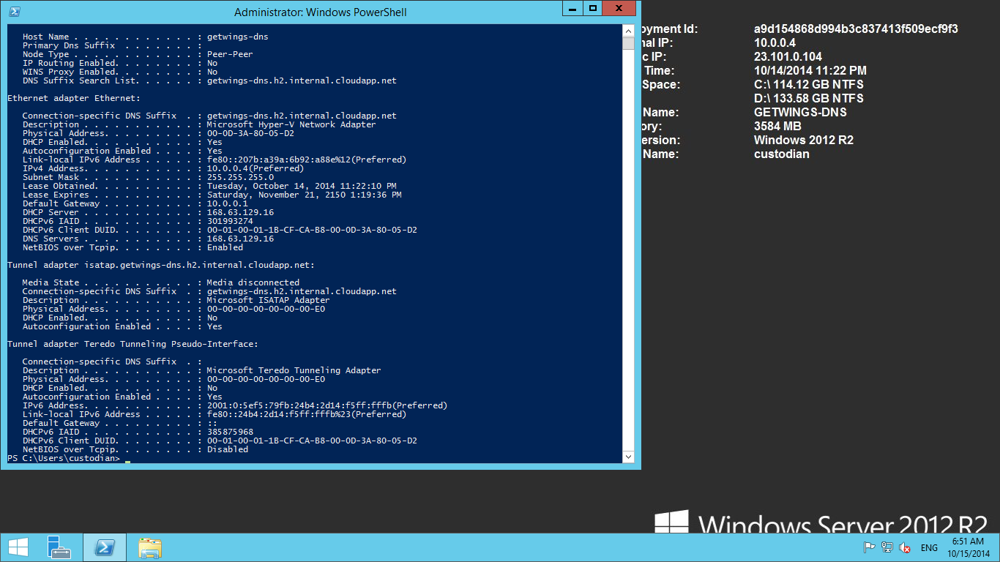 Administrator: Windows PowerShell
Host Name . . . . . . . . . . . . : getwings-dns
Primary Dns Suffix  . . . . . . . :
Node Type . . . . . . . . . . . . : Peer-Peer
IP Routing Enabled. . . . . . . . : No
WINS Proxy Enabled. . . . . . . . : No
DNS Suffix Search List. . . . . . : getwings-dns.h2.internal.cloudapp.net
Ethernet adapter Ethernet:
Connection-specific DNS Suffix  . : getwings-dns.h2.internal.cloudapp.net
Description . . . . . . . . . . . : Microsoft Hyper-V Network Adapter
Physical Address. . . . . . . . . : 00-0D-3A-80-05-D2
DHCP Enabled. . . . . . . . . . . : Yes
Autoconfiguration Enabled . . . . : Yes
Link-local IPv6 Address . . . . . : fe80::207b:a39a:6b92:a88e%12(Preferred)
IPv4 Address. . . . . . . . . . . : 10.0.0.4(Preferred)
Subnet Mask . . . . . . . . . . . : 255.255.255.0
Lease Obtained. . . . . . . . . . : Tuesday, October 14, 2014 11:22:10 PM
Lease Expires . . . . . . . . . . : Saturday, November 21, 2150 1:19:36 PM
Default Gateway . . . . . . . . . : 10.0.0.1
DHCP Server . . . . . . . . . . . : 168.63.129.16
DHCPv6 IAID . . . . . . . . . . . : 301993274
DHCPv6 Client DUID. . . . . . . . : 00-01-00-01-1B-CF-CA-B8-00-0D-3A-80-05-D2
DNS Servers . . . . . . . . . . . : 168.63.129.16
NetBIOS over Tcpip. . . . . . . . : Enabled
Tunnel adapter isatap.getwings-dns.h2.internal.cloudapp.net:
Media State . . . . . . . . . . . : Media disconnected
Connection-specific DNS Suffix  . : getwings-dns.h2.internal.cloudapp.net
Description . . . . . . . . . . . : Microsoft ISATAP Adapter
Physical Address. . . . . . . . . : 00-00-00-00-00-00-00-E0
DHCP Enabled. . . . . . . . . . . : No
Autoconfiguration Enabled . . . . : Yes
Tunnel adapter Teredo Tunneling Pseudo-Interface:
Connection-specific DNS Suffix  . :
Description . . . . . . . . . . . : Microsoft Teredo Tunneling Adapter
Physical Address. . . . . . . . . : 00-00-00-00-00-00-00-E0
DHCP Enabled. . . . . . . . . . . : No
Autoconfiguration Enabled . . . . : Yes
IPv6 Address. . . . . . . . . . . : 2001:0:5ef5:79fb:24b4:2d14:f5ff:fffb(Preferred)
Link-local IPv6 Address . . . . . : fe80::24b4:2d14:f5ff:fffb%23(Preferred)
Default Gateway . . . . . . . . . : ::
DHCPv6 IAID . . . . . . . . . . . : 385875968
DHCPv6 Client DUID. . . . . . . . : 00-01-00-01-1B-CF-CA-B8-00-0D-3A-80-05-D2
NetBIOS over Tcpip. . . . . . . . : Disabled
PS C:\Users\custodian>
oyment Id: a9d154868d994b3c837413f509ecf9f3
nal IP: 10.0.0.4
c IP: 23.101.0.104
Time: 10/14/2014 11:22 PM
Space: C:\ 114.12 GB NTFS
D:\ 133.58 GB NTFS
Name: GETWINGS-DNS
ory: 3584 MB
ersion: Windows 2012 R2
Name: custodian
Windows Server 2012 R2
ENG
6:51 AM
10/15/2014